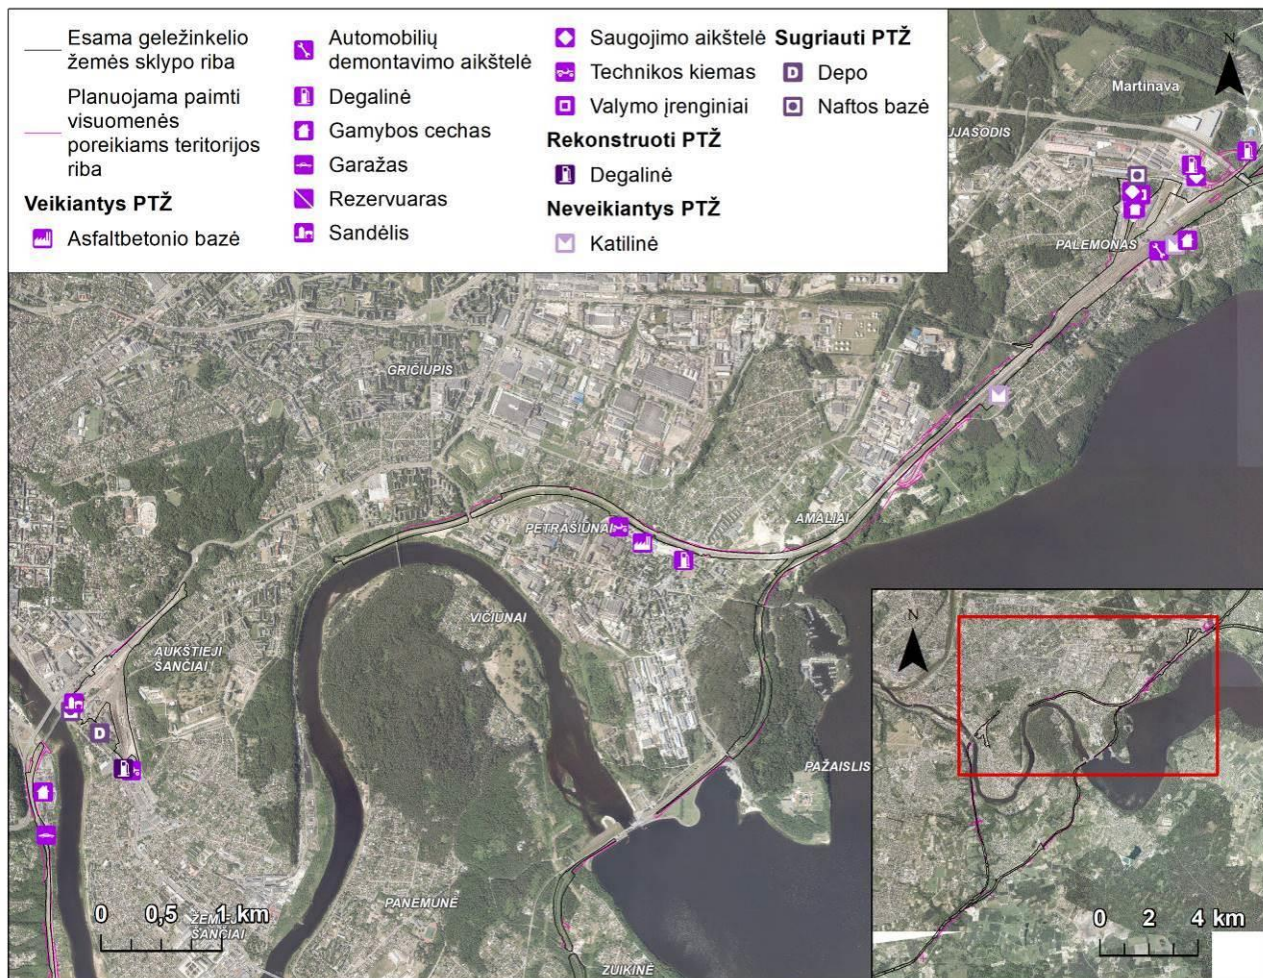 Esama geležinkelio
žemės sklypo riba
Planuojama paimti
visuomenės
poreikiams teritorijos
riba
Veikiantys PTŽ
Asfaltbetonio bazė
Automobilių
demontavimo aikštelė
Degalinė
Gamybos cechas
Garažas
Rezervuaras
Sandėlis
Saugojimo aikštelė
Technikos kiemas
Valymo įrenginiai
Rekonstruoti PTŽ
Degalinė
Neveikiantys PTŽ
Katilinė
Sugriauti PTŽ
D Depo
Naftos bazė
N
Martinava
PALEMONAS
GRIČIUPIS
PETRAŠIŪNAI
AMALIAI
VIČIŪNAI
AUKŠTIEJI
ŠANČIAI
D
PAŽAISLIS
PANEMUNĖ
ŠANČIAI
ZUIKINĖ
0 0,5 1 km
N
0 2 4 km